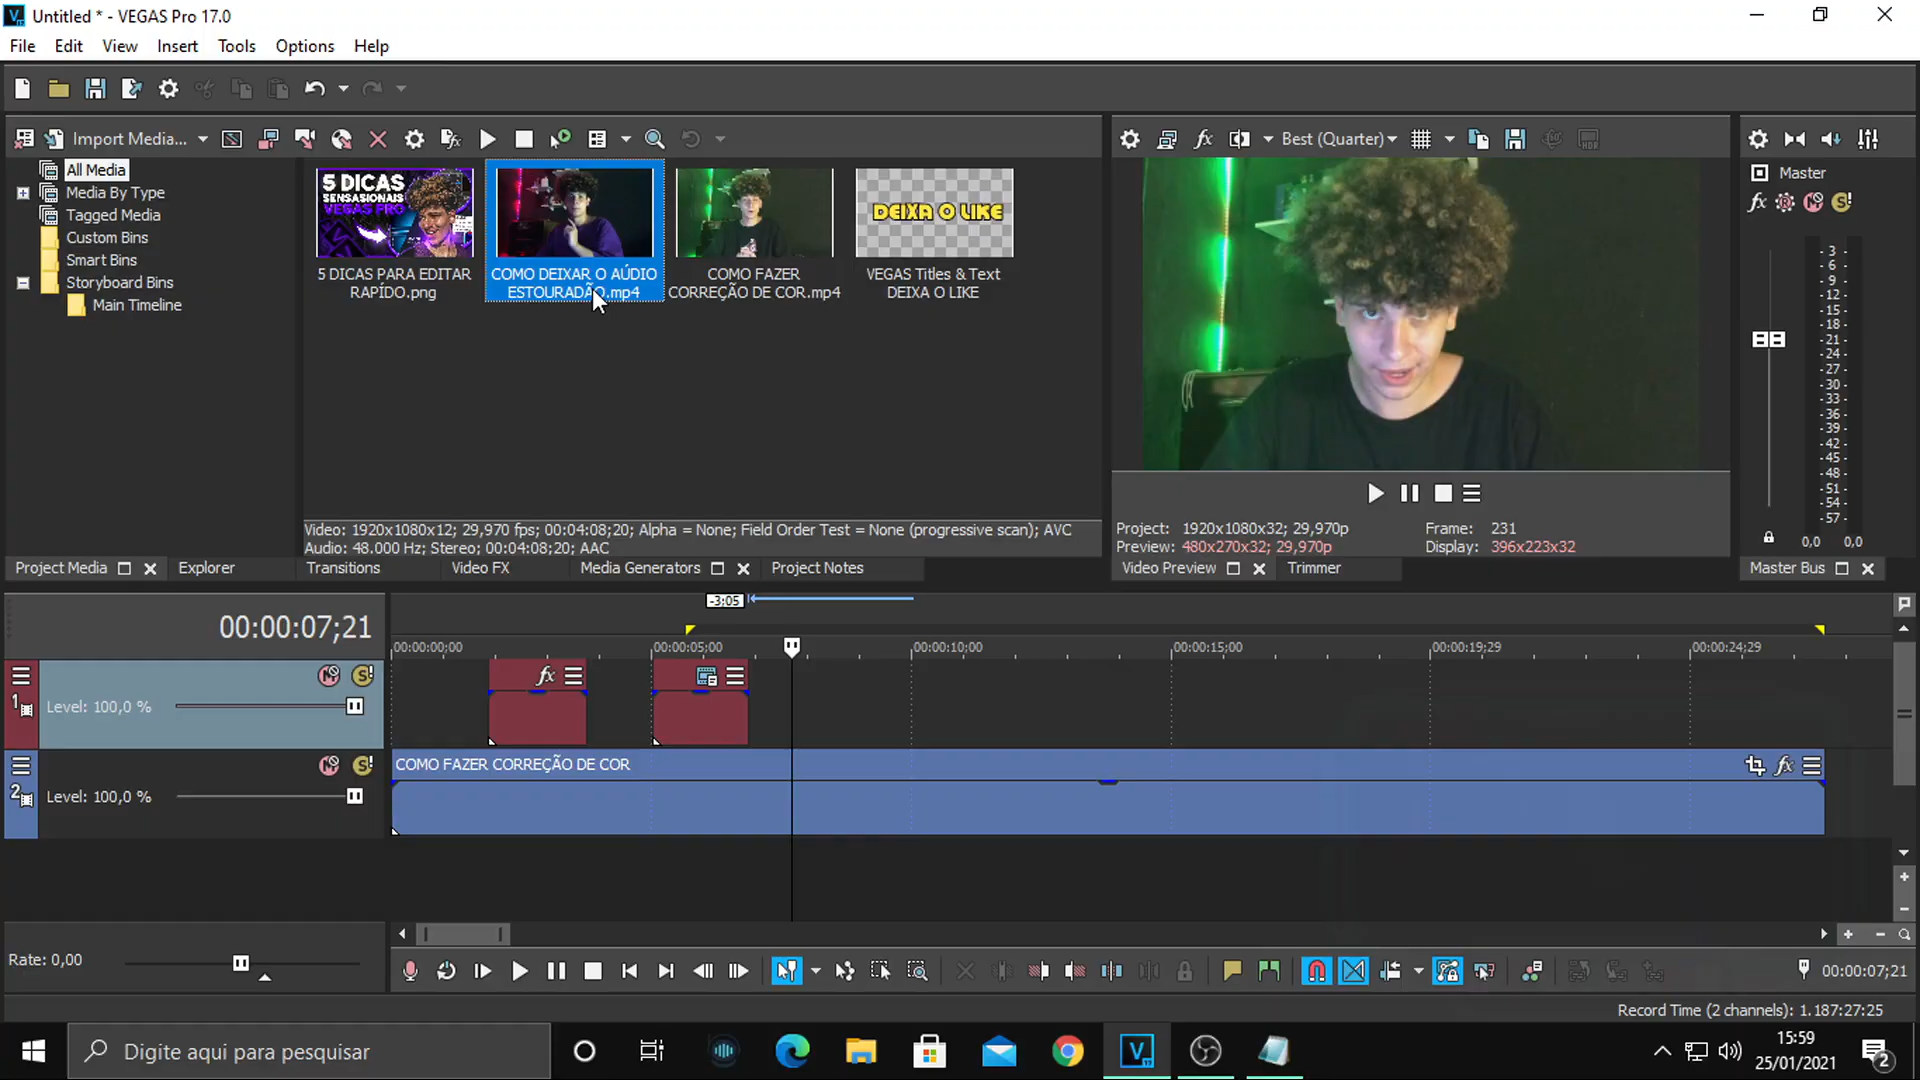 Untitled * - VEGAS Pro 17.0
File Edit View Insert Tools Options Help
Import Media...
Best (Quarter)
All Media
Media By Type
Tagged Media
Custom Bins
Smart Bins
Storyboard Bins
Main Timeline
5 DICAS
SENSACIONAIS
VEGAS PRO
5 DICAS PARA EDITAR
RAPÍDO.png
COMO DEIXAR O AÚDIO
ESTOURADÃO.mp4
COMO FAZER
CORREÇÃO DE COR.mp4
DEIXA O LIKE
VEGAS Titles & Text
DEIXA O LIKE
Video: 1920x1080x12; 29,970 fps; 00:04:08;20; Alpha = None; Field Order Test = None (progressive scan); AVC
Audio: 48.000 Hz; Stereo; 00:04:08;20; AAC
Project: 1920x1080x32; 29,970p
Frame: 231
Preview: 480x270x32; 29,970p
Display: 396x223x32
Master
-3-
-6-
-9-
-12-
-15-
-18-
-21-
-24-
-27-
-30-
-33-
-36-
-39-
-42-
-45-
-48-
-51-
-54-
-57-
0,0 0,0
Project Media Explorer Transitions Video FX Media Generators Project Notes
Video Preview Trimmer
Master Bus
00:00:07;21
-3;05
00:00:00;00 00:00:05;00 00:00:10;00 00:00:15;00 00:00:19;29 00:00:24;29
1
Level: 100,0 %
2
Level: 100,0 %
COMO FAZER CORREÇÃO DE COR
Rate: 0,00
00:00:07;21
Record Time (2 channels): 1.187:27:25
Digite aqui para pesquisar
15:59
25/01/2021
2